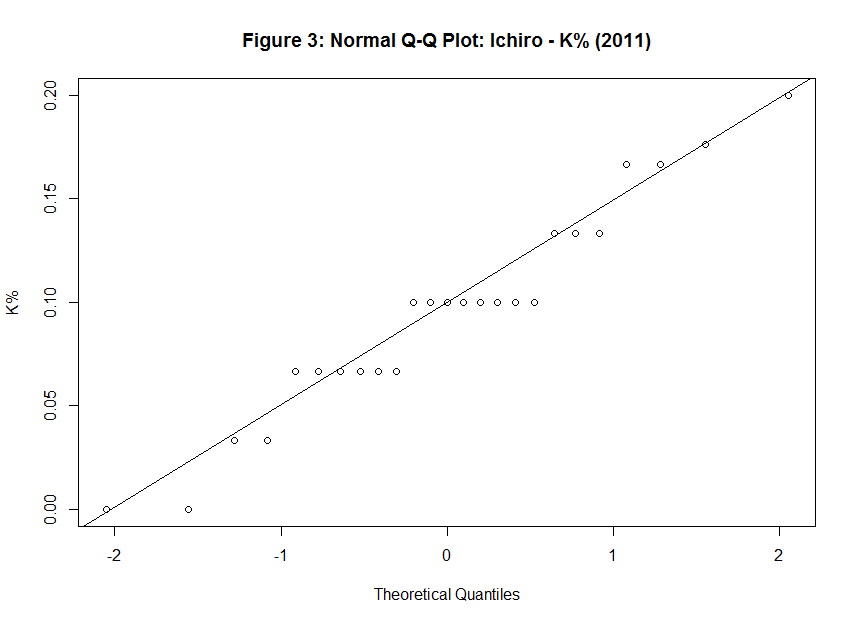 Figure 3: Normal Q-Q Plot: Ichiro - K% (2011)
0.20
0.15
0.10
0.05
0.00
K%
-2 -1 0 1 2
Theoretical Quantiles